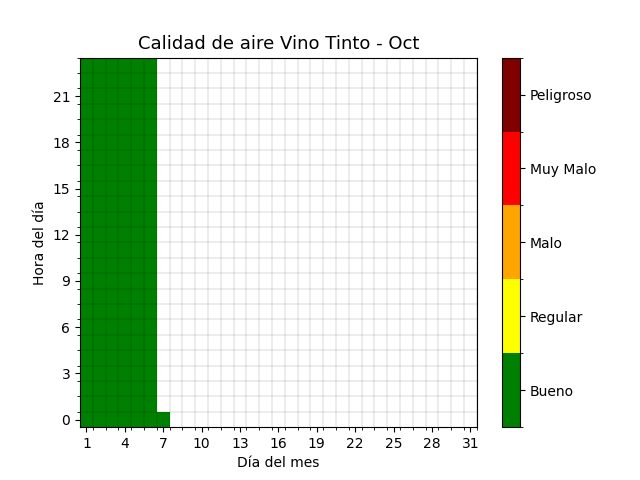 Calidad de aire Vino Tinto - Oct
Hora del día
21
18
15
12
9
6
3
0
1 4 7 10 13 16 19 22 25 28 31
Día del mes
Peligroso
Muy Malo
Malo
Regular
Bueno